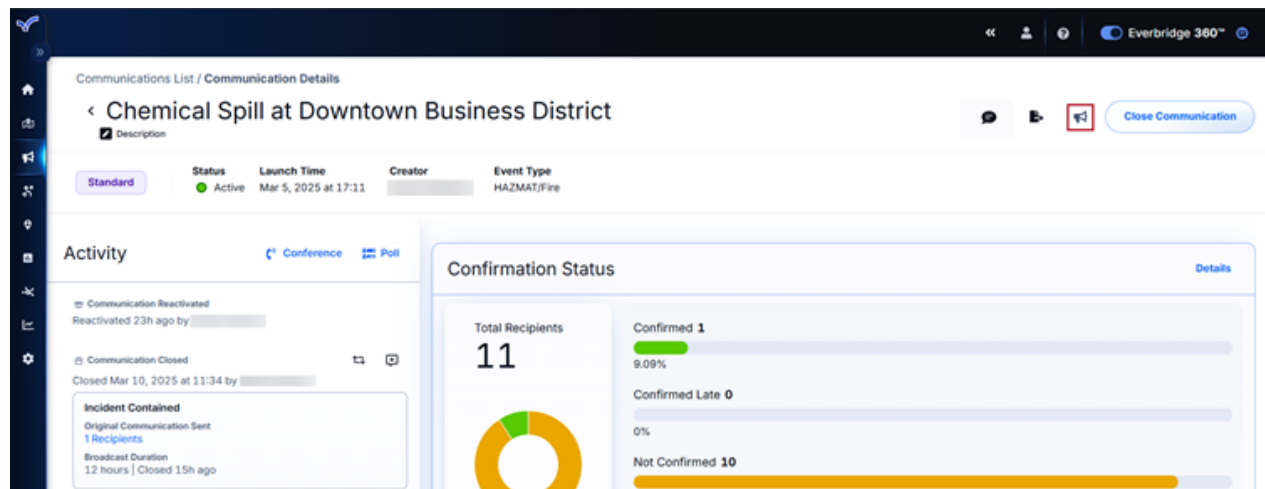 Everbridge 360™
Communications List / Communication Details
‹ Chemical Spill at Downtown Business District
Description
Close Communication
Standard
Status
Active
Launch Time
Mar 5, 2025 at 17:11
Creator
Event Type
HAZMAT/Fire
Activity
Conference
Poll
Communication Reactivated
Reactivated 23h ago by
Communication Closed
Closed Mar 10, 2025 at 11:34 by
Incident Contained
Original Communication Sent
1 Recipients
Broadcast Duration
12 hours | Closed 15h ago
Confirmation Status
Details
Total Recipients
11
Confirmed 1
9.09%
Confirmed Late 0
0%
Not Confirmed 10